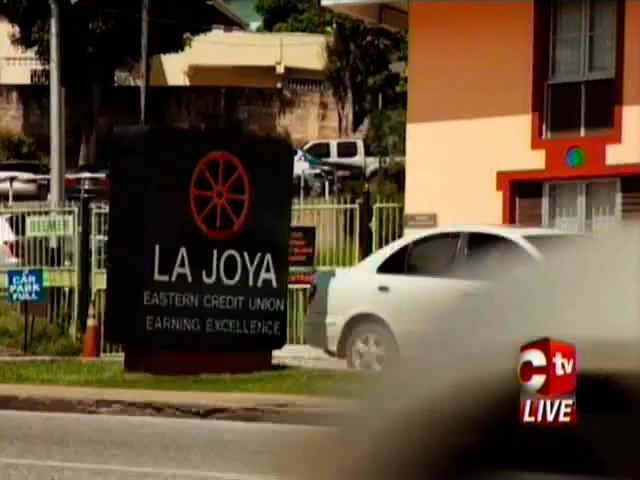 LA JOYA
EASTERN CREDIT UNION
EARNING EXCELLENCE
CAR
PARK
FULL
C tv
LIVE